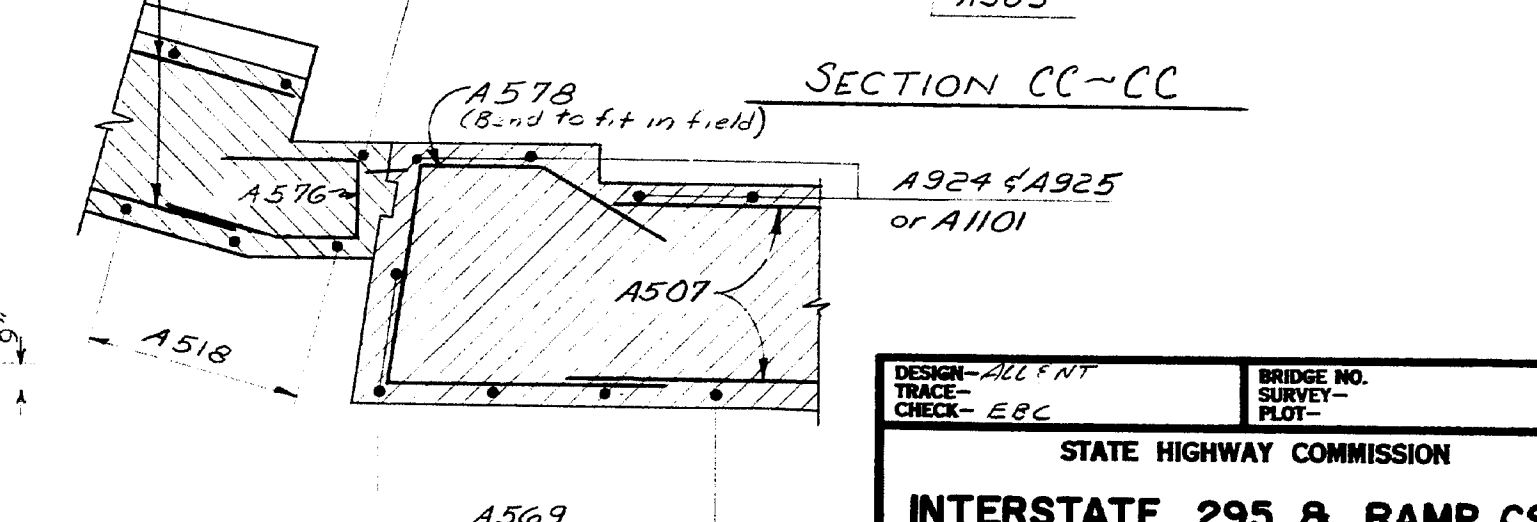 SECTION CC~CC
A578
(Bend to fit in field)
A576
A924 & A925
or A1101
A507
A518
6"
A569
DESIGN- ALL & NT
TRACE-
CHECK- EBC
BRIDGE NO.
SURVEY-
PLOT-
STATE HIGHWAY COMMISSION
INTERSTATE 295 & RAMP